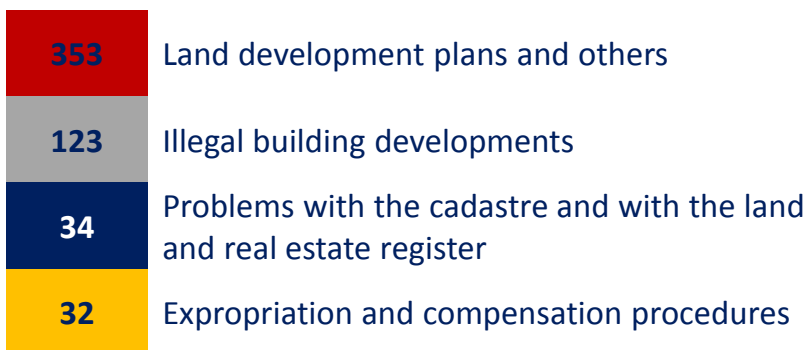 353 Land development plans and others
123 Illegal building developments
34 Problems with the cadastre and with the land
and real estate register
32 Expropriation and compensation procedures